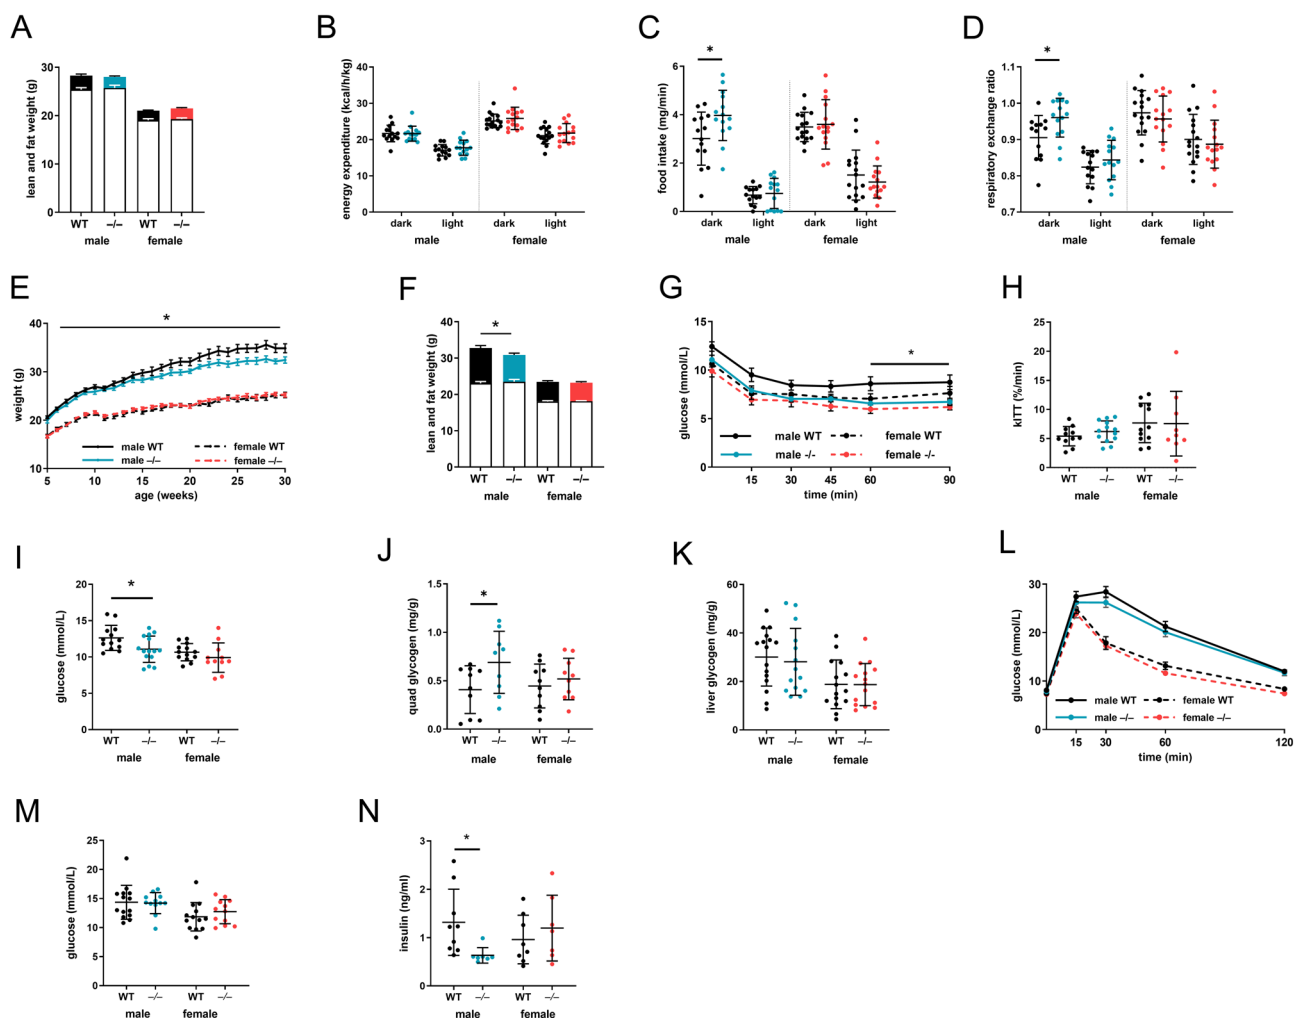 A
lean and fat weight (g)
40
30
20
10
0
WT
–/–
WT
–/–
male
female
B
energy expenditure (kcal/h/kg)
40
30
20
10
0
dark
light
dark
light
male
female
C
food intake (mg/min)
6
4
2
0
*
dark
light
dark
light
male
female
D
respiratory exchange ratio
1.1
1.0
0.9
0.8
0.7
*
dark
light
dark
light
male
female
E
weight (g)
40
30
20
10
*
male WT
female WT
male –/–
female –/–
5
10
15
20
25
30
age (weeks)
F
lean and fat weight (g)
40
30
20
10
0
*
WT
–/–
WT
–/–
male
female
G
glucose (mmol/L)
15
10
5
0
*
male WT
female WT
male -/-
female -/-
15
30
45
60
90
time (min)
H
kITT (%/min)
25
20
15
10
5
0
WT
–/–
WT
–/–
male
female
I
glucose (mmol/L)
20
15
10
5
0
*
WT
–/–
WT
–/–
male
female
J
quad glycogen (mg/g)
1.5
1.0
0.5
0.0
*
WT
–/–
WT
–/–
male
female
K
liver glycogen (mg/g)
60
40
20
0
WT
–/–
WT
–/–
male
female
L
glucose (mmol/L)
30
20
10
0
male WT
female WT
male –/–
female –/–
15
30
60
120
time (min)
M
glucose (mmol/L)
25
20
15
10
5
0
WT
–/–
WT
–/–
male
female
N
insulin (ng/ml)
3
2
1
0
*
WT
–/–
WT
–/–
male
female